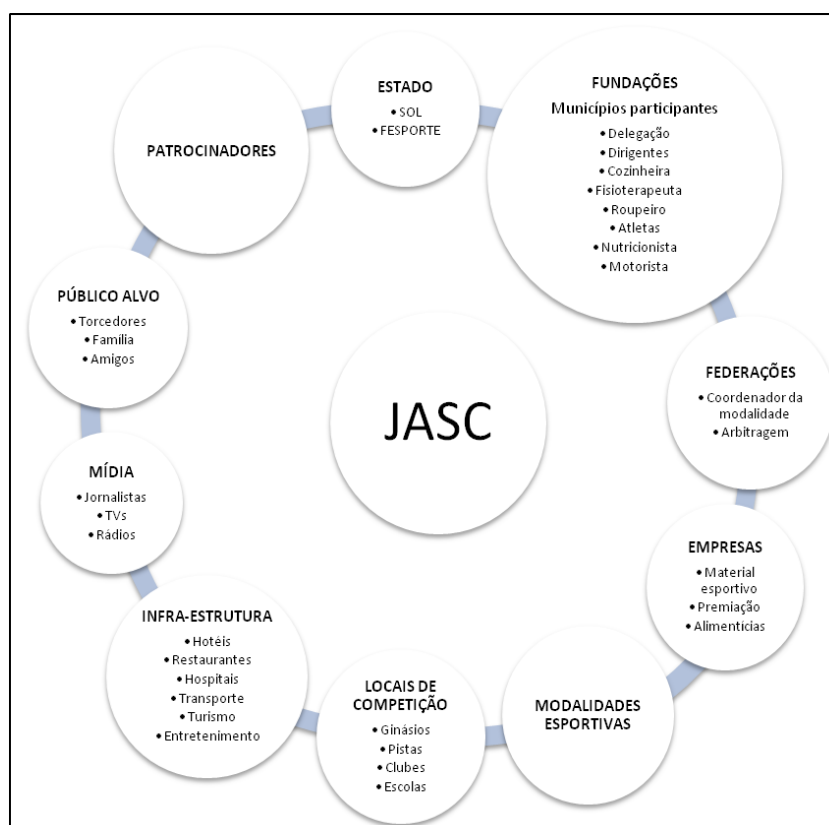 ESTADO
• SOL
• FESPORTE
FUNDAÇÕES
Municípios participantes
• Delegação
• Dirigentes
• Cozinheira
• Fisioterapeuta
• Roupeiro
• Atletas
• Nutricionista
• Motorista
FEDERAÇÕES
• Coordenador da
modalidade
• Arbitragem
EMPRESAS
• Material
esportivo
• Premiação
• Alimentícias
MODALIDADES
ESPORTIVAS
LOCAIS DE
COMPETIÇÃO
• Ginásios
• Pistas
• Clubes
• Escolas
INFRA-ESTRUTURA
• Hotéis
• Restaurantes
• Hospitais
• Transporte
• Turismo
• Entretenimento
MÍDIA
• Jornalistas
• TVs
• Rádios
PÚBLICO ALVO
• Torcedores
• Família
• Amigos
PATROCINADORES
JASC